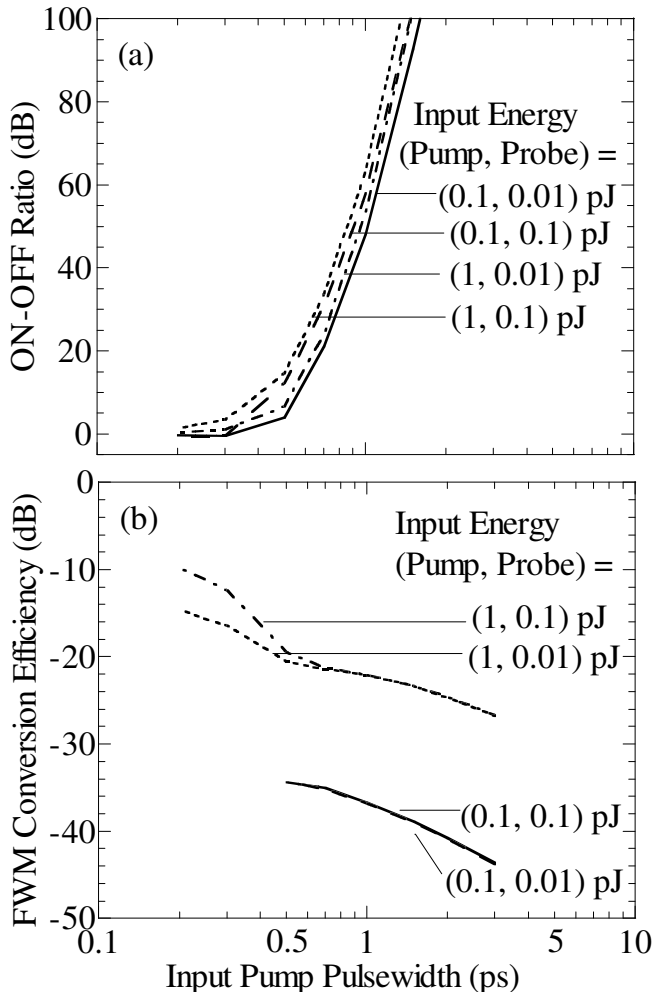 100
80
60
40
20
0
ON-OFF Ratio (dB)
(a)
Input Energy
(Pump, Probe) =
(0.1, 0.01) pJ
(0.1, 0.1) pJ
(1, 0.01) pJ
(1, 0.1) pJ
0
-10
-20
-30
-40
-50
FWM Conversion Efficiency (dB)
(b)
Input Energy
(Pump, Probe) =
(1, 0.1) pJ
(1, 0.01) pJ
(0.1, 0.1) pJ
(0.1, 0.01) pJ
0.1
0.5
1
5
10
Input Pump Pulsewidth (ps)